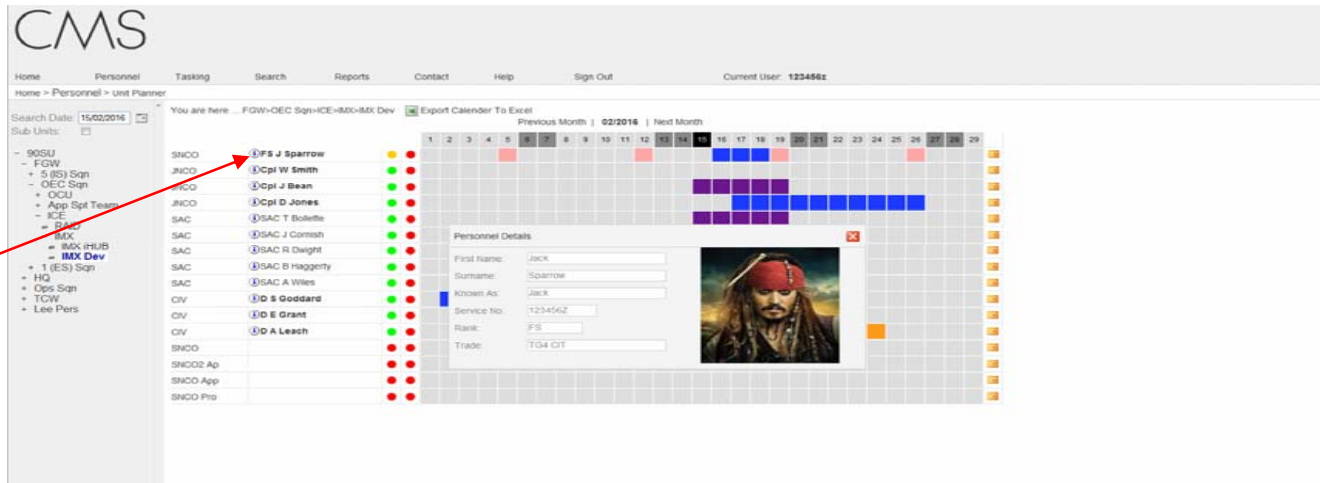 CMS
Home Personnel Tasking Search Reports Contact Help Sign Out Current User: 123456z
Home > Personnel > Unit Planner
Search Date: 15/02/2016
Sub Units:
You are here ... FGW>OEC Sqn>ICE>IMX>IMX Dev Export Calender To Excel
Previous Month | 02/2016 | Next Month
1 2 3 4 5 6 7 8 9 10 11 12 13 14 15 16 17 18 19 20 21 22 23 24 25 26 27 28 29
- 90SU
- FGW
+ 5 (IS) Sqn
- OEC Sqn
+ OCU
+ App Spt Team
- ICE
RAID
IMX
IMX iHUB
IMX Dev
+ 1 (ES) Sqn
+ HQ
+ Ops Sqn
+ TCW
+ Lee Pers
SNCO FS J Sparrow
JNCO Cpl W Smith
JNCO Cpl J Bean
JNCO Cpl D Jones
SAC SAC T Bollette
SAC SAC J Cornish
SAC SAC R Dwight
SAC SAC B Haggerty
SAC SAC A Wiles
CIV D S Goddard
CIV D E Grant
CIV D A Leach
SNCO
SNCO2 Ap
SNCO App
SNCO Pro
Personnel Details
First Name: Jack
Surname: Sparrow
Known As: Jack
Service No: 123456Z
Rank: FS
Trade: TG4 CIT